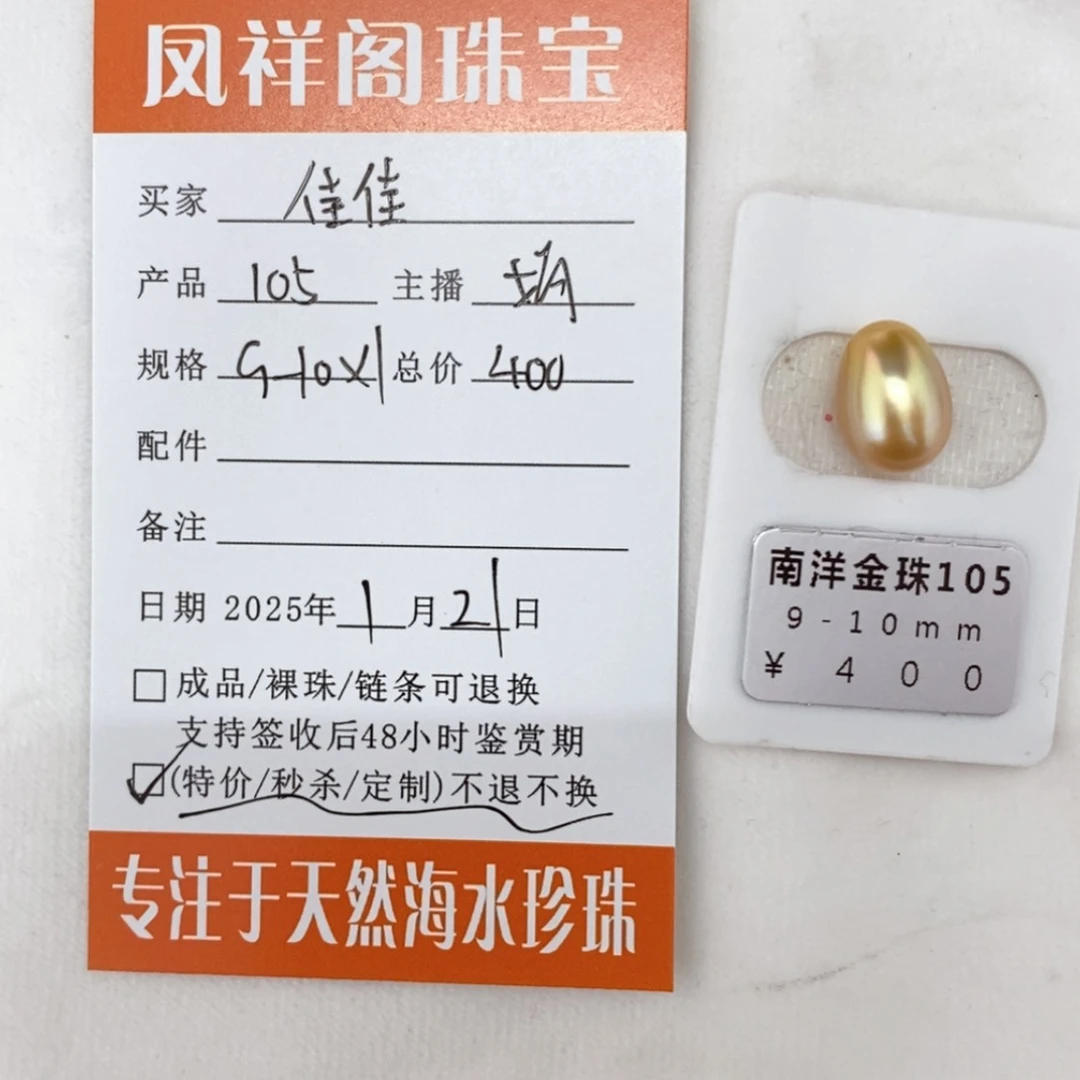 凤祥阁珠宝
买家 佳佳
产品 105 主播
规格 9-10X1 总价 400
配件
备注
日期 2025年1月21日
成品/裸珠/链条可退换
支持签收后48小时鉴赏期
(特价/秒杀/定制)不退不换
专注于天然海水珍珠
南洋金珠105
9-10mm
¥ 400